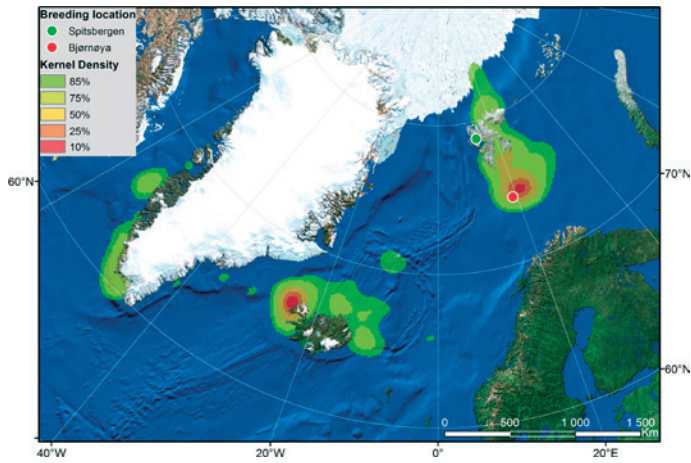 Breeding location
Spitsbergen
Bjørnøya
Kernel Density
85%
75%
50%
25%
10%
60°N
70°N
60°N
0 500 1 000 1 500
Km
40°W 20°W 0° 20°E